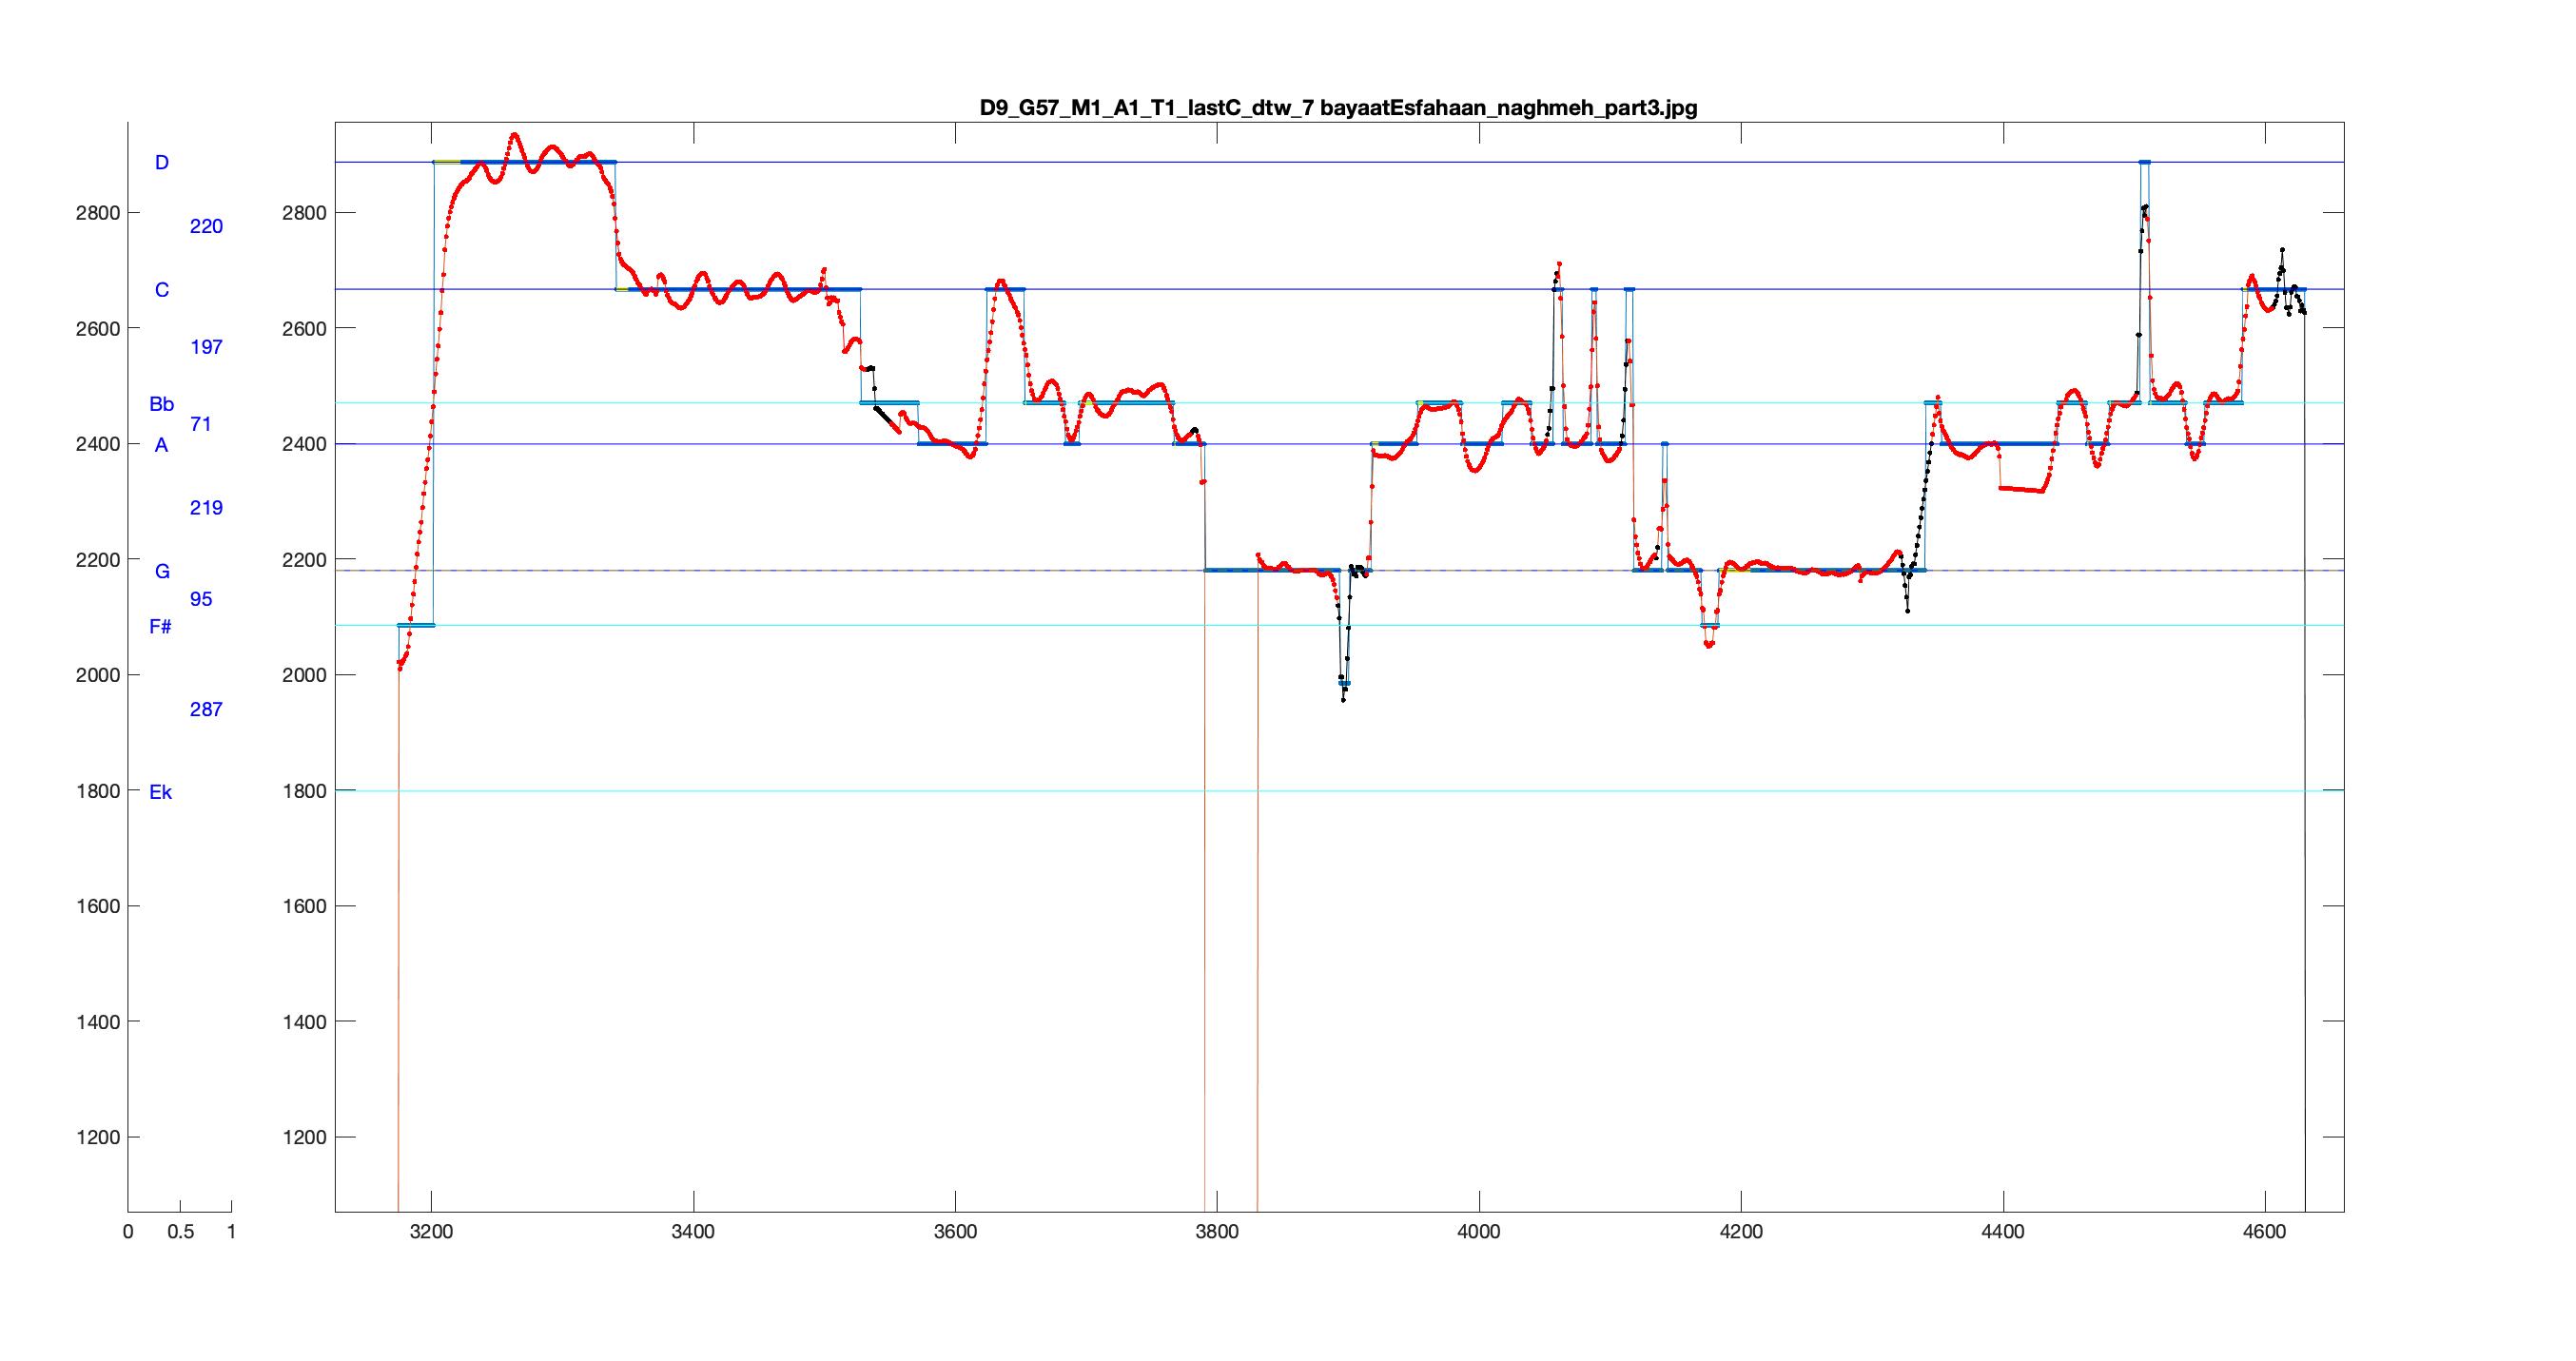 D9_G57_M1_A1_T1_lastC_dtw_7 bayaatEsfahaan_naghmeh_part3.jpg
D
2800 220 2800
C
2600 197 2600
Bb
71
2400 A 2400
219
2200 2200
G
95
F#
2000 2000
287
1800 Ek 1800
1600 1600
1400 1400
1200 1200
0 0.5 1 3200 3400 3600 3800 4000 4200 4400 4600